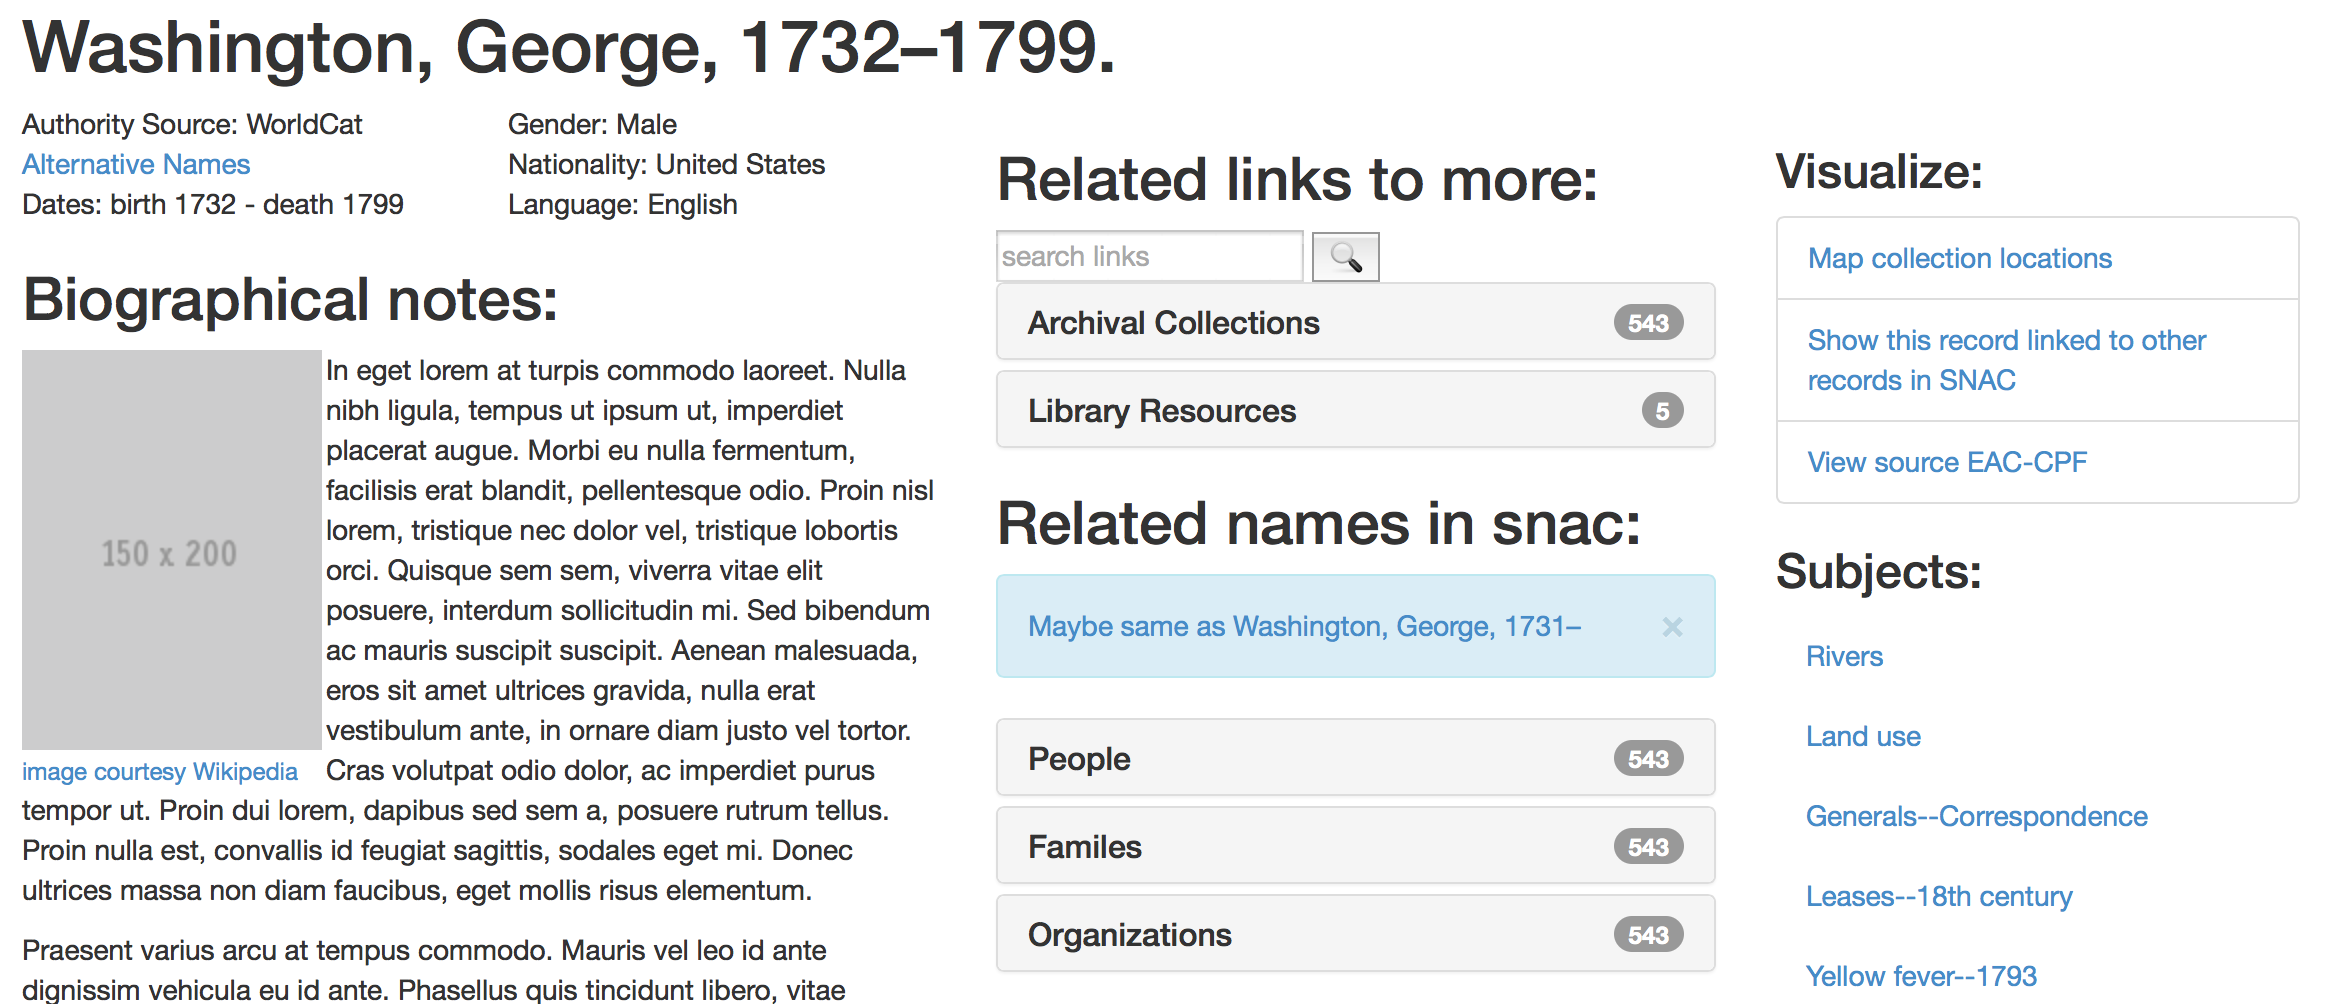 Washington, George, 1732–1799.
Authority Source: WorldCat
Alternative Names
Dates: birth 1732 - death 1799
Gender: Male
Nationality: United States
Language: English
Biographical notes:
150 x 200
image courtesy Wikipedia
In eget lorem at turpis commodo laoreet. Nulla
nibh ligula, tempus ut ipsum ut, imperdiet
placerat augue. Morbi eu nulla fermentum,
facilisis erat blandit, pellentesque odio. Proin nisl
lorem, tristique nec dolor vel, tristique lobortis
orci. Quisque sem sem, viverra vitae elit
posuere, interdum sollicitudin mi. Sed bibendum
ac mauris suscipit suscipit. Aenean malesuada,
eros sit amet ultrices gravida, nulla erat
vestibulum ante, in ornare diam justo vel tortor.
Cras volutpat odio dolor, ac imperdiet purus
tempor ut. Proin dui lorem, dapibus sed sem a, posuere rutrum tellus.
Proin nulla est, convallis id feugiat sagittis, sodales eget mi. Donec
ultrices massa non diam faucibus, eget mollis risus elementum.
Praesent varius arcu at tempus commodo. Mauris vel leo id ante
dignissim vehicula eu id ante. Phasellus quis tincidunt libero, vitae
Related links to more:
search links
Archival Collections 543
Library Resources 5
Related names in snac:
Maybe same as Washington, George, 1731– ×
People 543
Familes 543
Organizations 543
Visualize:
Map collection locations
Show this record linked to other
records in SNAC
View source EAC-CPF
Subjects:
Rivers
Land use
Generals--Correspondence
Leases--18th century
Yellow fever--1793